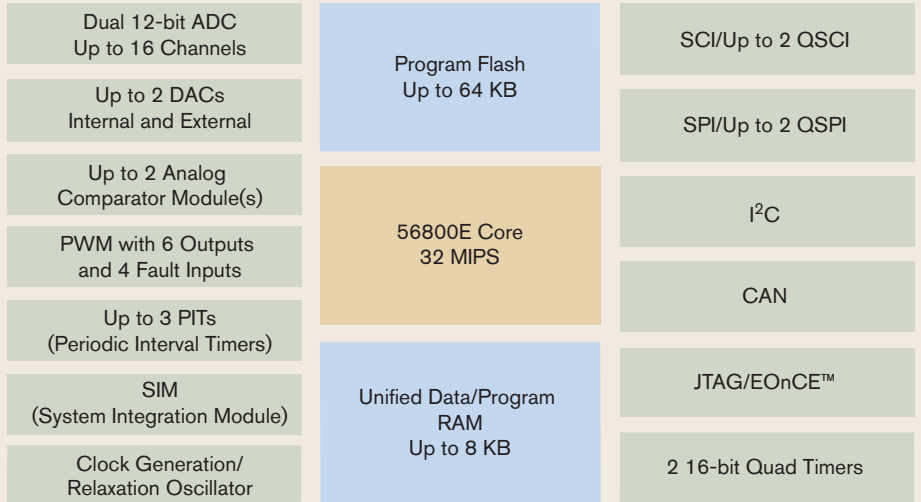 Dual 12-bit ADC
Up to 16 Channels
Up to 2 DACs
Internal and External
Up to 2 Analog
Comparator Module(s)
PWM with 6 Outputs
and 4 Fault Inputs
Up to 3 PITs
(Periodic Interval Timers)
SIM
(System Integration Module)
Clock Generation/
Relaxation Oscillator
Program Flash
Up to 64 KB
56800E Core
32 MIPS
Unified Data/Program
RAM
Up to 8 KB
SCI/Up to 2 QSCI
SPI/Up to 2 QSPI
I²C
CAN
JTAG/EOnCE™
2 16-bit Quad Timers